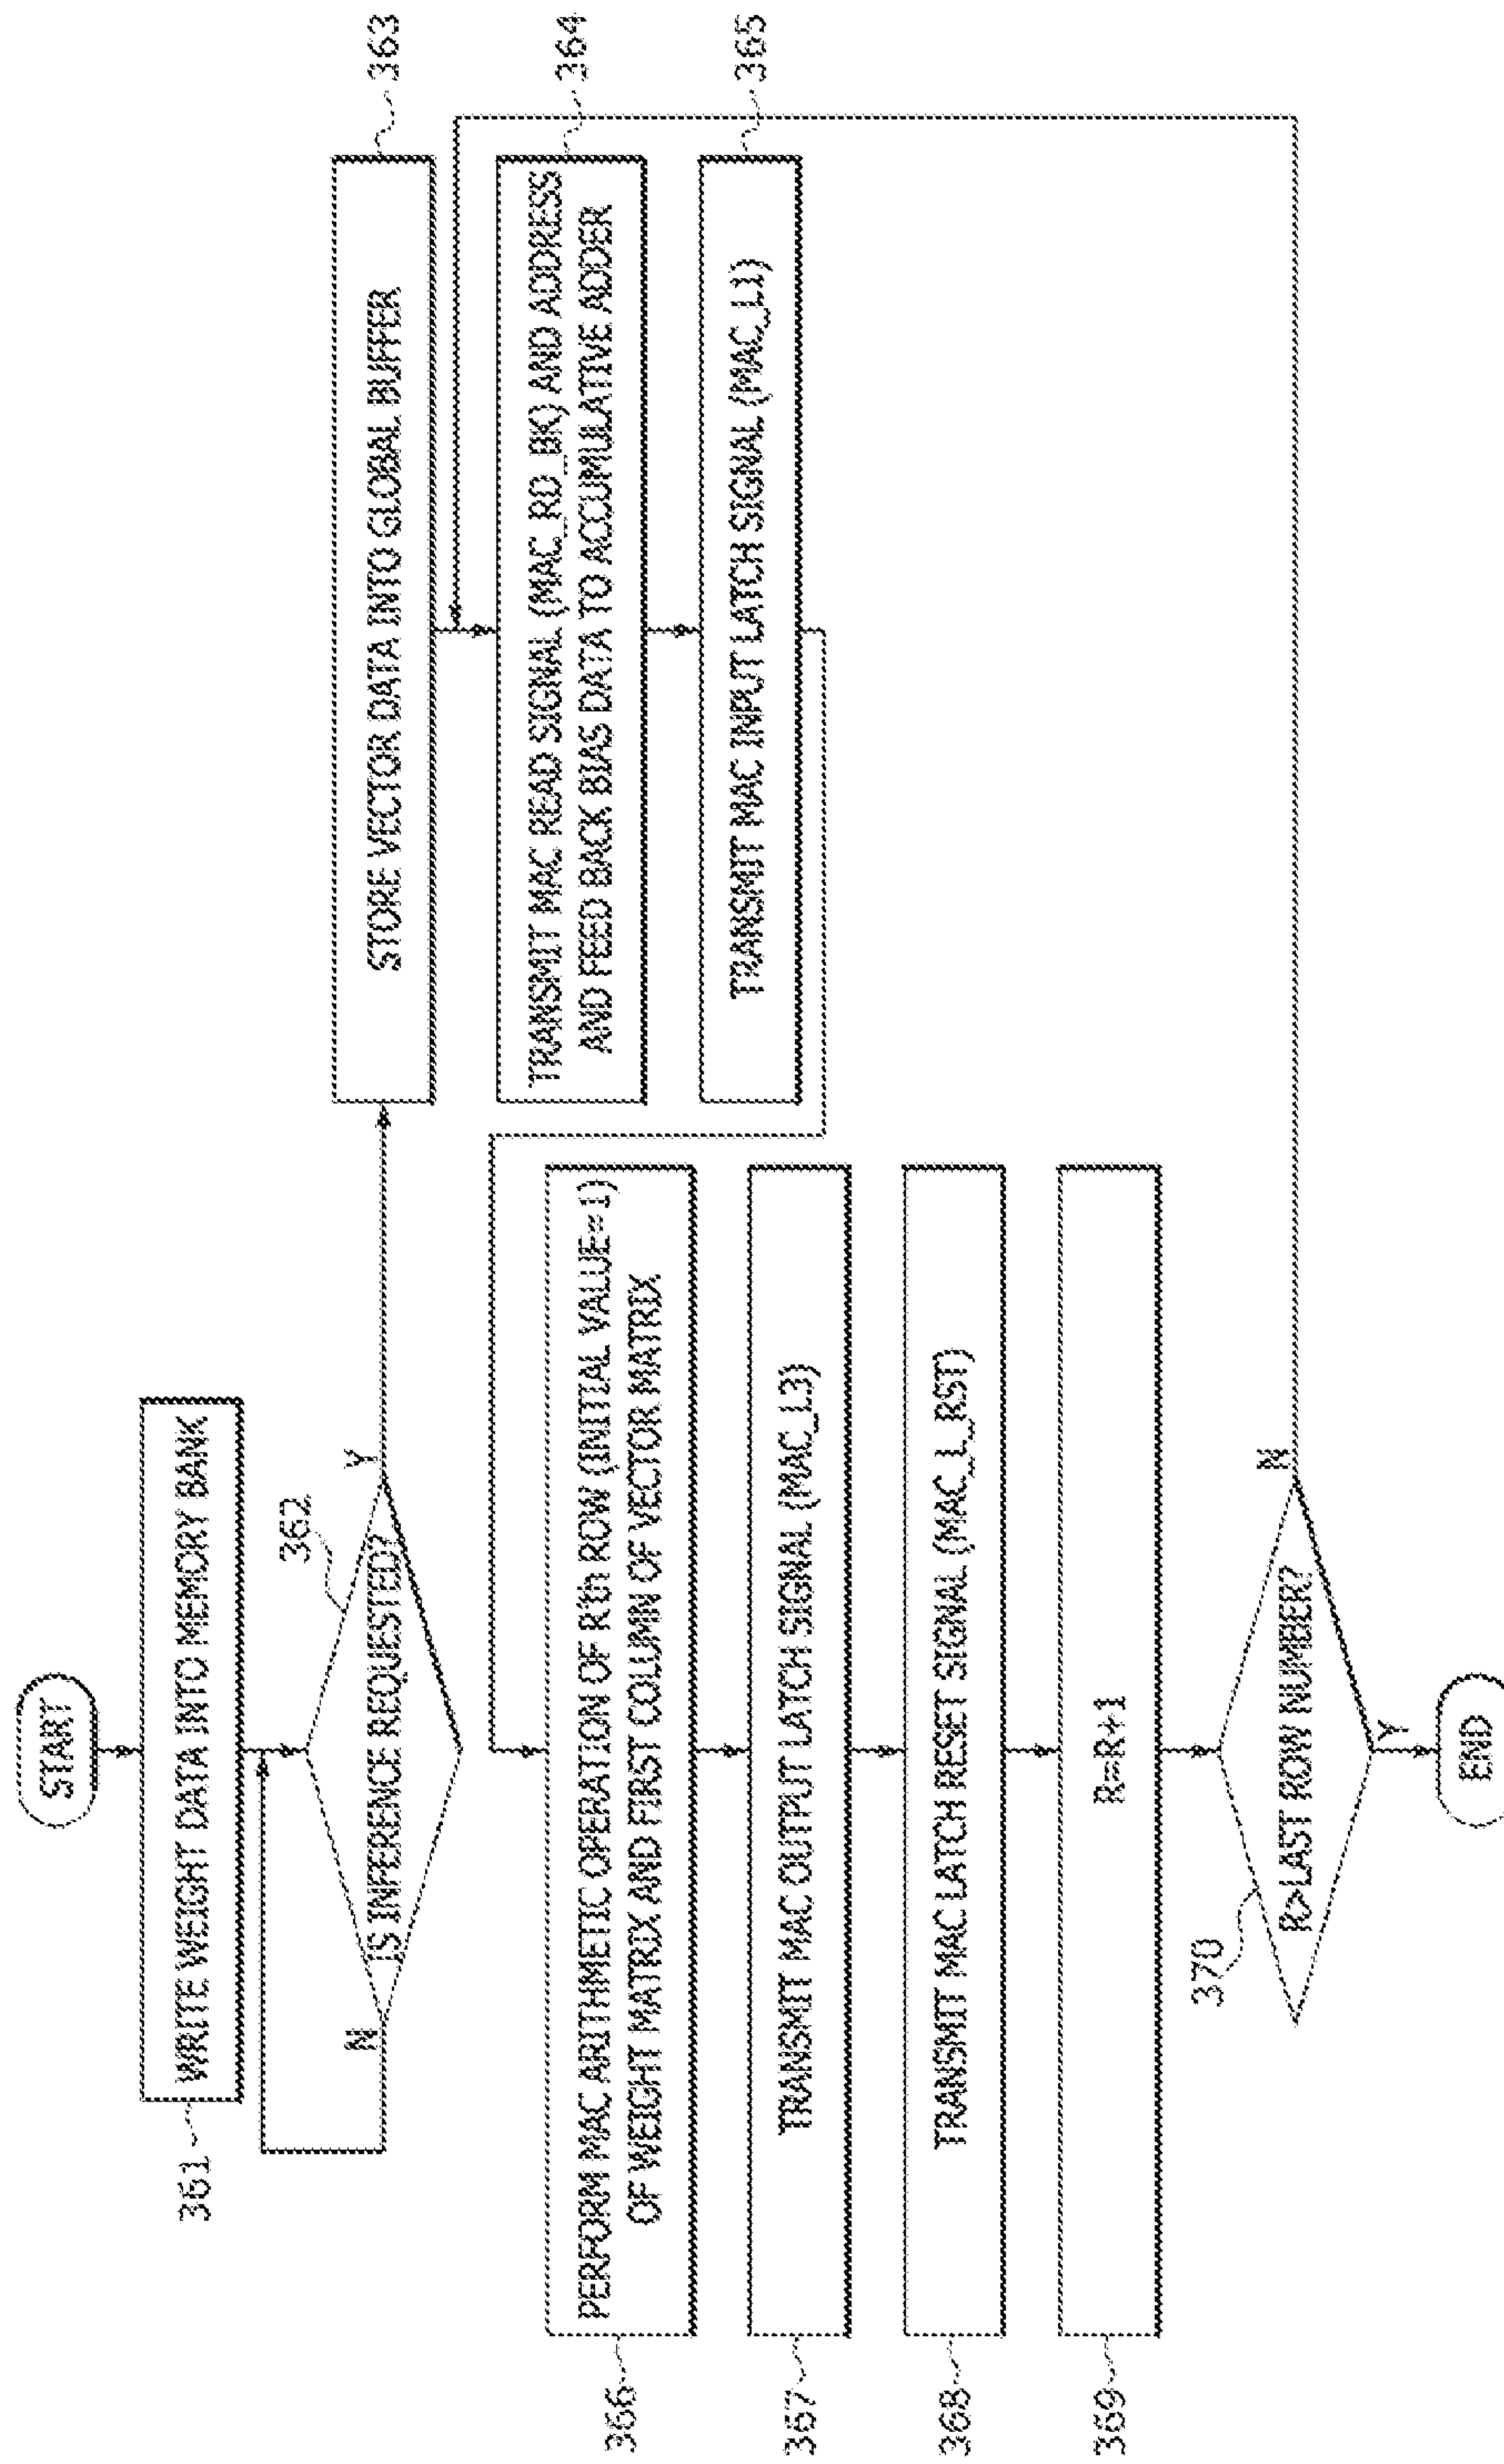 START
361
WRITE WEIGHT DATA INTO MEMORY BANK
362
IS INFERENCE REQUESTED?
N
Y
STORE VECTOR DATA INTO GLOBAL BUFFER
363
TRANSMIT MAC READ SIGNAL (MAC_RD_BK) AND ADDRESS
AND FEED BACK BIAS DATA TO ACCUMULATIVE ADDER
364
TRANSMIT MAC INPUT LATCH SIGNAL (MAC_L1)
365
366
PERFORM MAC ARITHMETIC OPERATION OF R'th ROW (INITIAL VALUE=1)
OF WEIGHT MATRIX AND FIRST COLUMN OF VECTOR MATRIX
367
TRANSMIT MAC OUTPUT LATCH SIGNAL (MAC_L3)
368
TRANSMIT MAC LATCH RESET SIGNAL (MAC_L_RST)
369
R=R+1
370
R>LAST ROW NUMBER?
N
Y
END